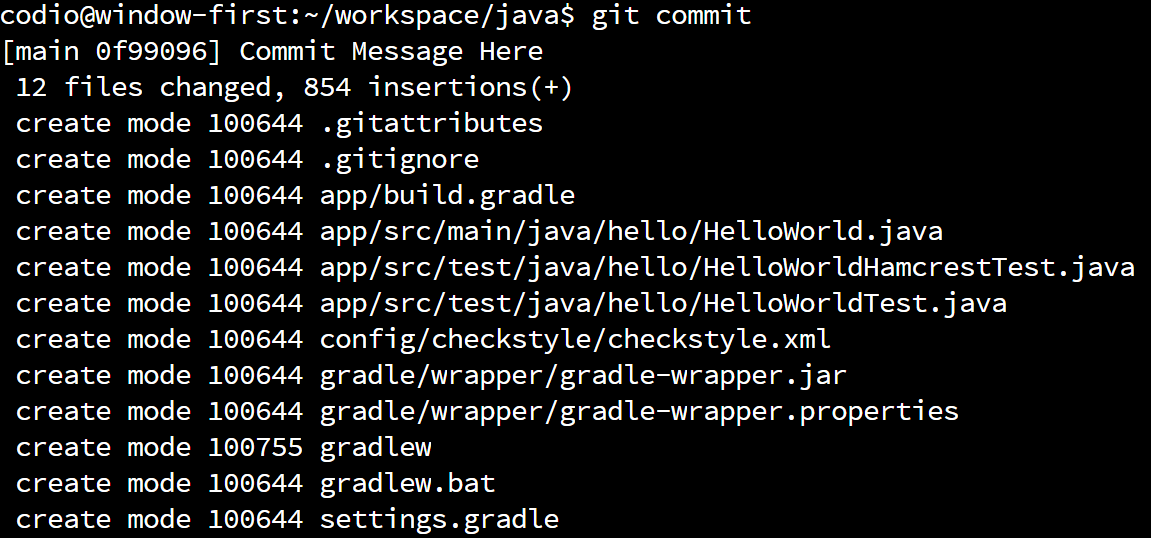 codio@window-first:~/workspace/java$ git commit
[main 0f99096] Commit Message Here
 12 files changed, 854 insertions(+)
 create mode 100644 .gitattributes
 create mode 100644 .gitignore
 create mode 100644 app/build.gradle
 create mode 100644 app/src/main/java/hello/HelloWorld.java
 create mode 100644 app/src/test/java/hello/HelloWorldHamcrestTest.java
 create mode 100644 app/src/test/java/hello/HelloWorldTest.java
 create mode 100644 config/checkstyle/checkstyle.xml
 create mode 100644 gradle/wrapper/gradle-wrapper.jar
 create mode 100644 gradle/wrapper/gradle-wrapper.properties
 create mode 100755 gradlew
 create mode 100644 gradlew.bat
 create mode 100644 settings.gradle